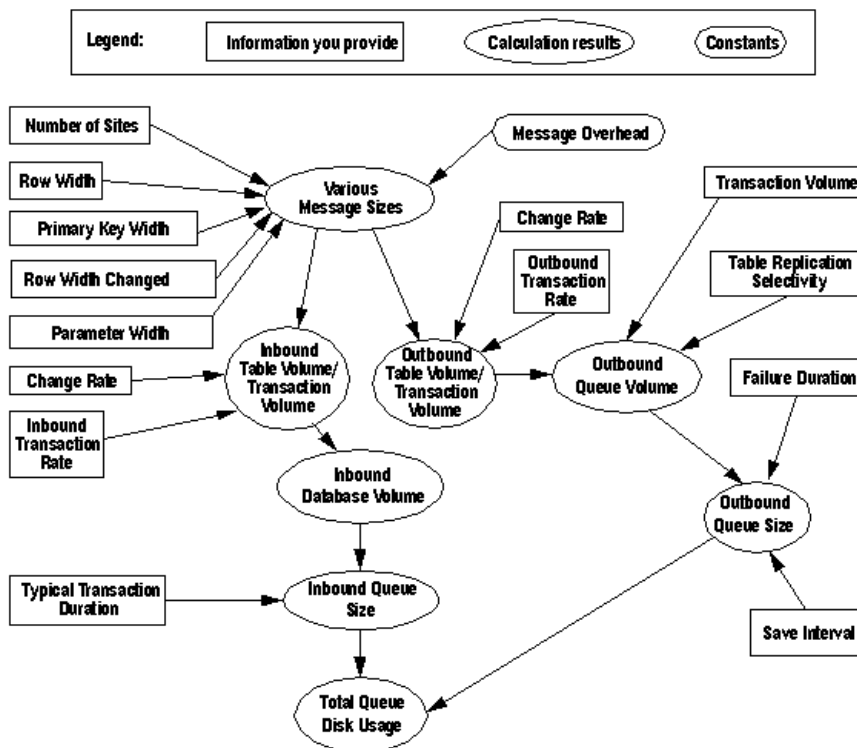 Legend:
Information you provide
Calculation results
Constants
Number of Sites
Message Overhead
Row Width
Various
Message Sizes
Transaction Volume
Primary Key Width
Change Rate
Row Width Changed
Outbound
Transaction
Rate
Table Replication
Selectivity
Parameter Width
Inbound
Table Volume/
Transaction
Volume
Outbound
Table Volume/
Transaction
Volume
Outbound
Queue Volume
Change Rate
Failure Duration
Inbound
Transaction
Rate
Inbound
Database Volume
Outbound
Queue Size
Typical Transaction
Duration
Inbound Queue
Size
Save Interval
Total Queue
Disk Usage